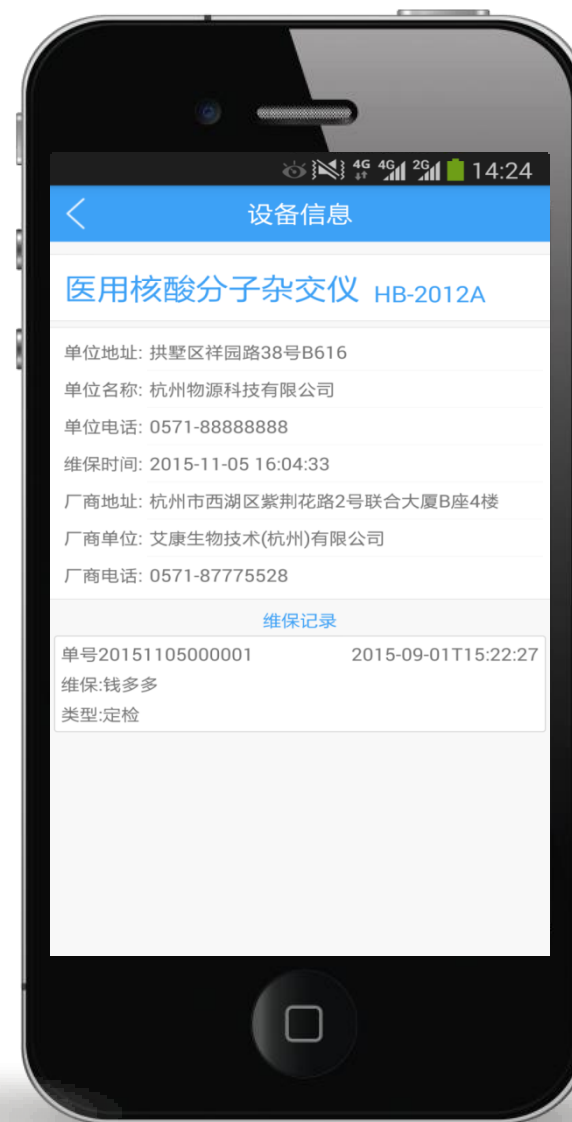 4G 4G 2G 14:24
设备信息
医用核酸分子杂交仪 HB-2012A
单位地址: 拱墅区祥园路38号B616
单位名称: 杭州物源科技有限公司
单位电话: 0571-88888888
维保时间: 2015-11-05 16:04:33
厂商地址: 杭州市西湖区紫荆花路2号联合大厦B座4楼
厂商单位: 艾康生物技术(杭州)有限公司
厂商电话: 0571-87775528
维保记录
单号20151105000001 2015-09-01T15:22:27
维保:钱多多
类型:定检